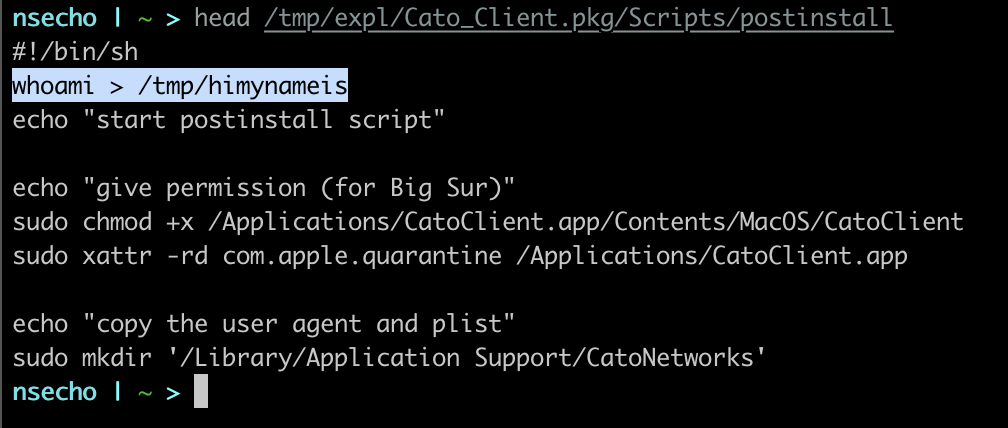 nsecho | ~ > head /tmp/expl/Cato_Client.pkg/Scripts/postinstall
#!/bin/sh
whoami > /tmp/himynameis
echo "start postinstall script"
echo "give permission (for Big Sur)"
sudo chmod +x /Applications/CatoClient.app/Contents/MacOS/CatoClient
sudo xattr -rd com.apple.quarantine /Applications/CatoClient.app
echo "copy the user agent and plist"
sudo mkdir '/Library/Application Support/CatoNetworks'
nsecho | ~ >